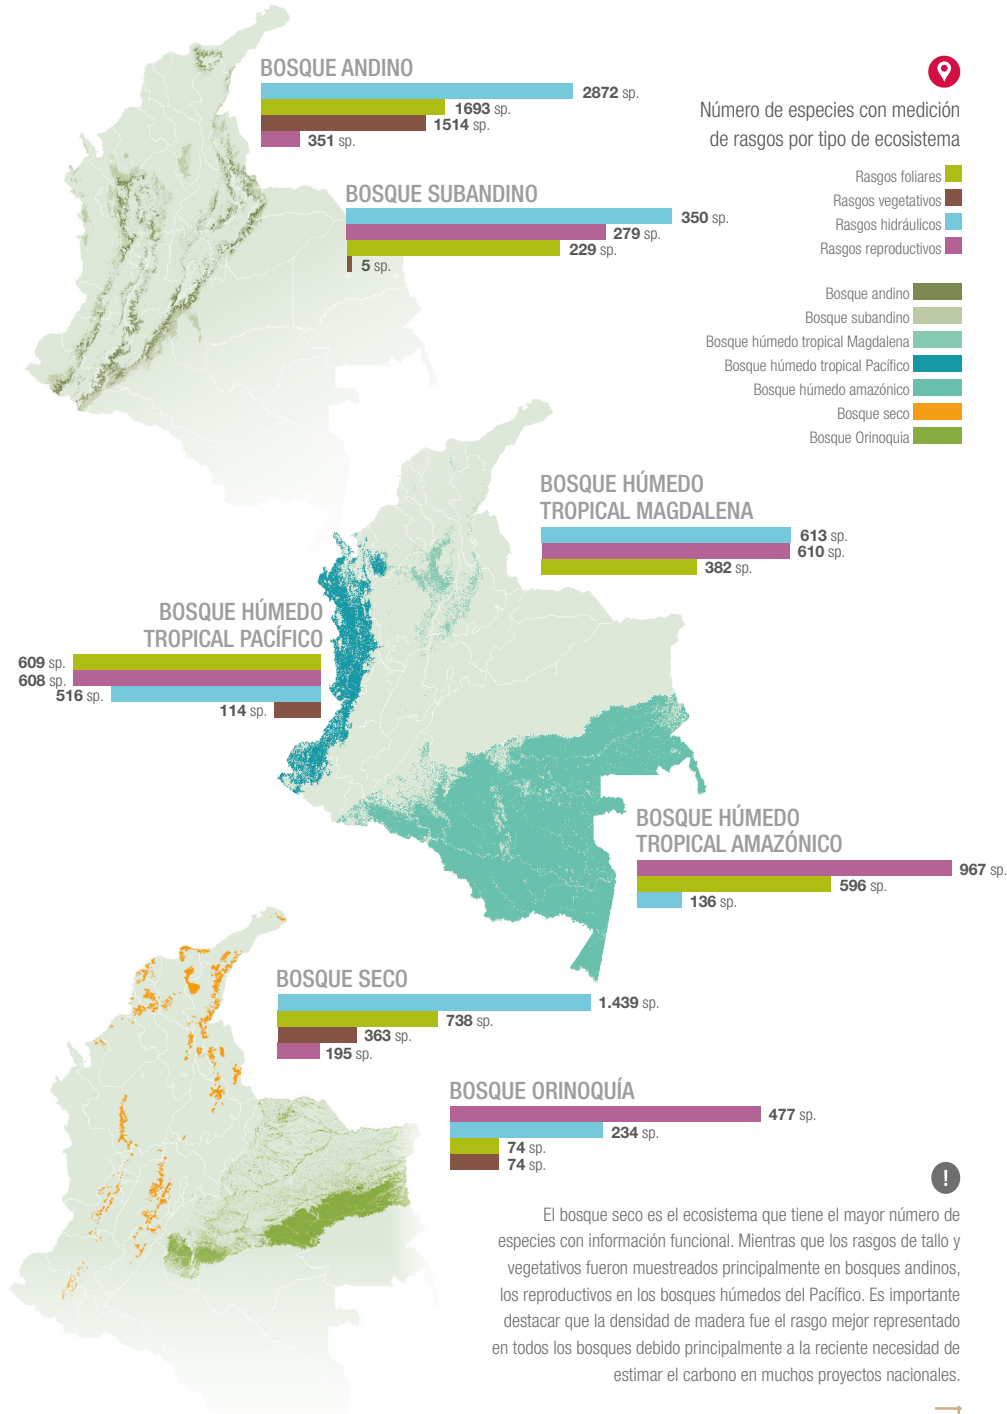 BOSQUE ANDINO
2872 sp.
1693 sp.
1514 sp.
351 sp.
Número de especies con medición
de rasgos por tipo de ecosistema
Rasgos foliares
Rasgos vegetativos
Rasgos hidráulicos
Rasgos reproductivos
Bosque andino
Bosque subandino
Bosque húmedo tropical Magdalena
Bosque húmedo tropical Pacífico
Bosque húmedo amazónico
Bosque seco
Bosque Orinoquia
BOSQUE SUBANDINO
350 sp.
279 sp.
229 sp.
5 sp.
BOSQUE HÚMEDO
TROPICAL MAGDALENA
613 sp.
610 sp.
382 sp.
BOSQUE HÚMEDO
TROPICAL PACÍFICO
609 sp.
608 sp.
516 sp.
114 sp.
BOSQUE HÚMEDO
TROPICAL AMAZÓNICO
967 sp.
596 sp.
136 sp.
BOSQUE SECO
1.439 sp.
738 sp.
363 sp.
195 sp.
BOSQUE ORINOQUÍA
477 sp.
234 sp.
74 sp.
74 sp.
!
El bosque seco es el ecosistema que tiene el mayor número de
especies con información funcional. Mientras que los rasgos de tallo y
vegetativos fueron muestreados principalmente en bosques andinos,
los reproductivos en los bosques húmedos del Pacífico. Es importante
destacar que la densidad de madera fue el rasgo mejor representado
en todos los bosques debido principalmente a la reciente necesidad de
estimar el carbono en muchos proyectos nacionales.